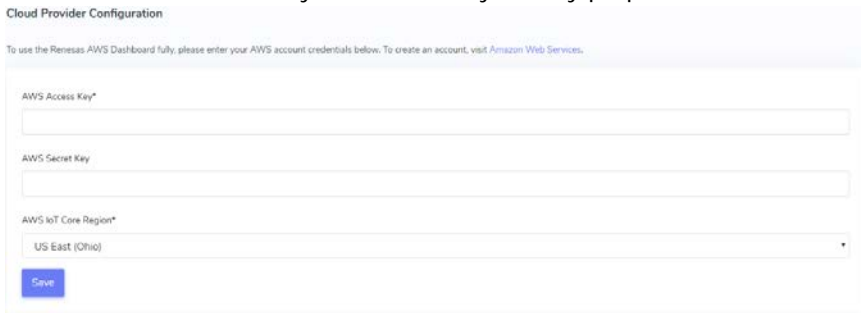 Cloud Provider Configuration
To use the Renesas AWS Dashboard fully, please enter your AWS account credentials below. To create an account, visit Amazon Web Services.
AWS Access Key*
AWS Secret Key
AWS IoT Core Region*
US East (Ohio)
Save